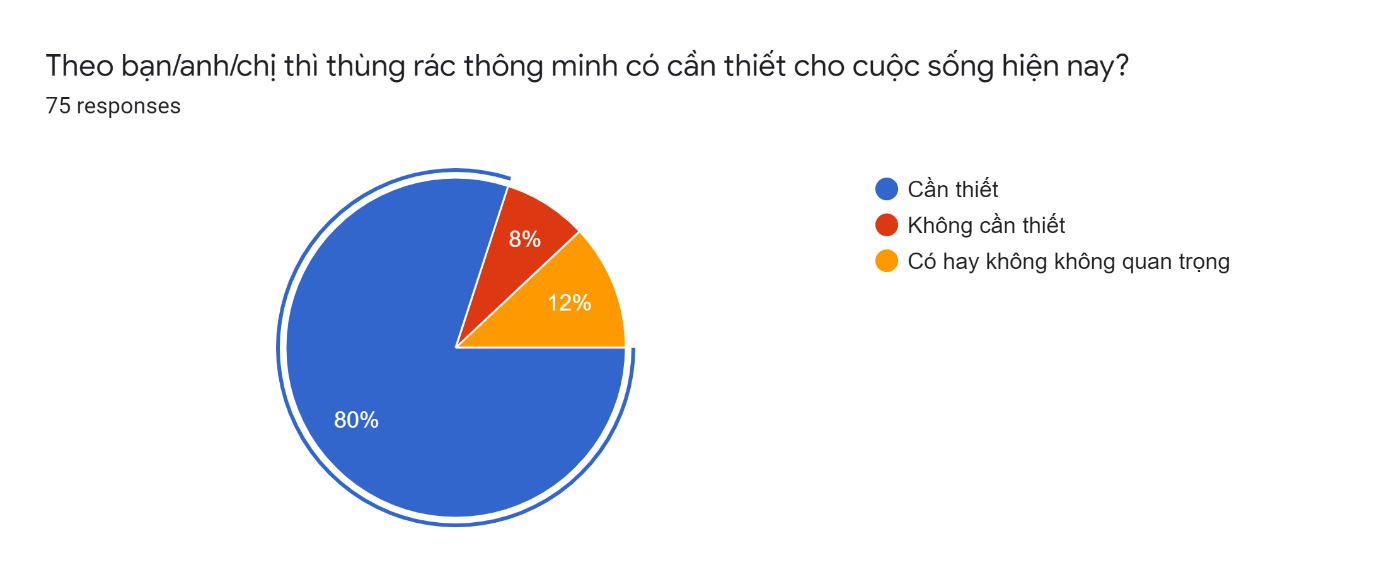 Theo bạn/anh/chị thì thùng rác thông minh có cần thiết cho cuộc sống hiện nay?
75 responses
Cần thiết
Không cần thiết
Có hay không không quan trọng
8%
12%
80%